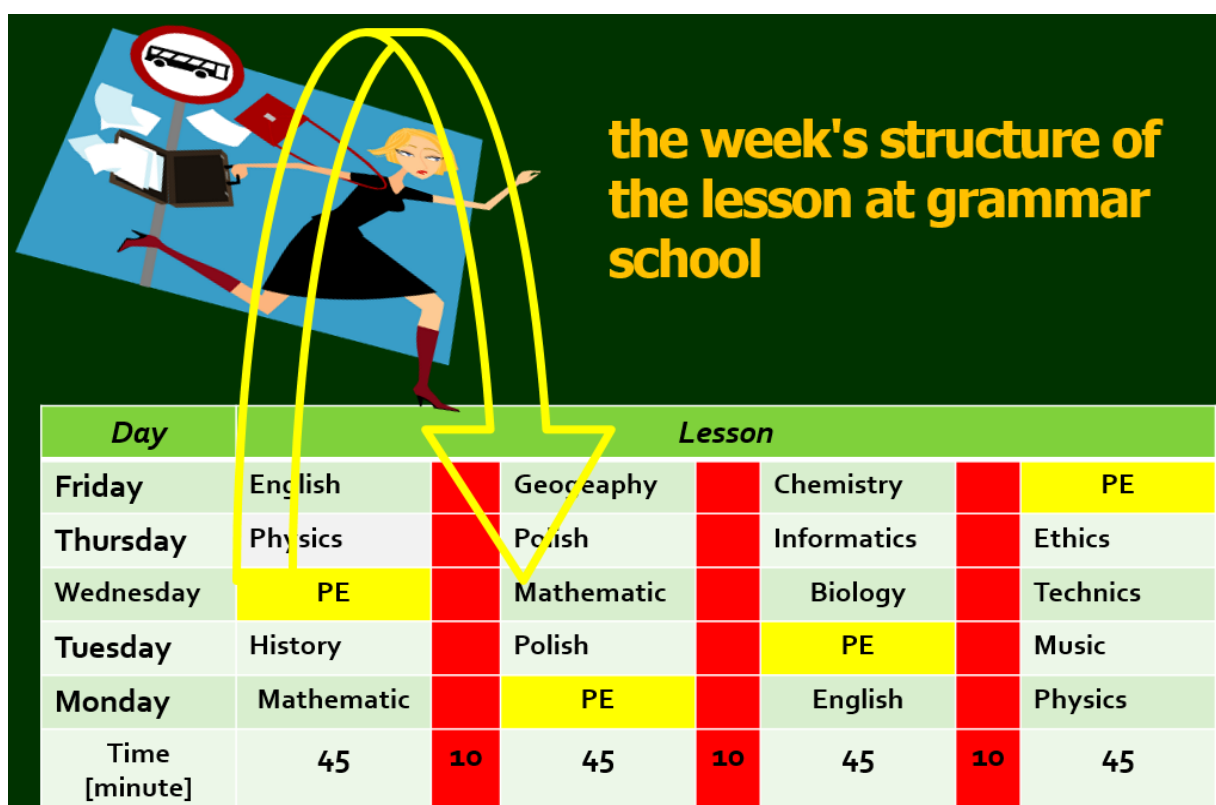 the week's structure of
the lesson at grammar
school
Day Lesson
Friday English Geogeaphy Chemistry PE
Thursday Physics Polish Informatics Ethics
Wednesday PE Mathematic Biology Technics
Tuesday History Polish PE Music
Monday Mathematic PE English Physics
Time
[minute] 45 10 45 10 45 10 45